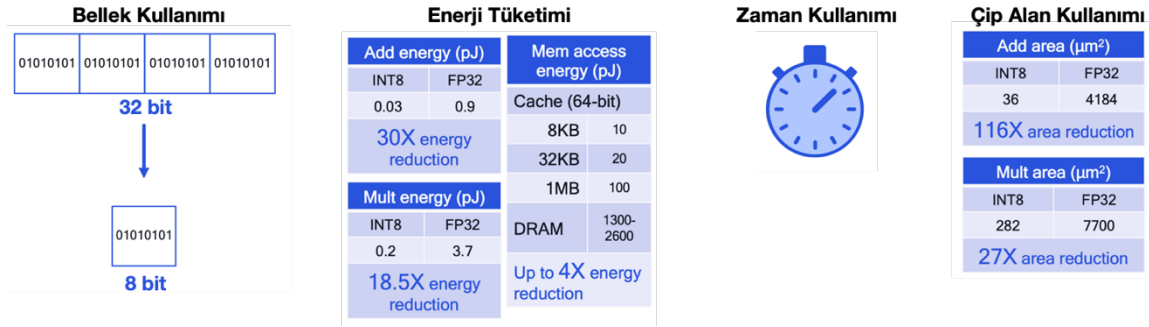 Bellek Kullanımı
01010101 01010101 01010101 01010101
32 bit
01010101
8 bit
Enerji Tüketimi
Add energy (pJ)
INT8 FP32
0.03 0.9
30X energy
reduction
Mult energy (pJ)
INT8 FP32
0.2 3.7
18.5X energy
reduction
Mem access
energy (pJ)
Cache (64-bit)
8KB 10
32KB 20
1MB 100
DRAM 1300-
2600
Up to 4X energy
reduction
Zaman Kullanımı
Çip Alan Kullanımı
Add area (µm²)
INT8 FP32
36 4184
116X area reduction
Mult area (µm²)
INT8 FP32
282 7700
27X area reduction